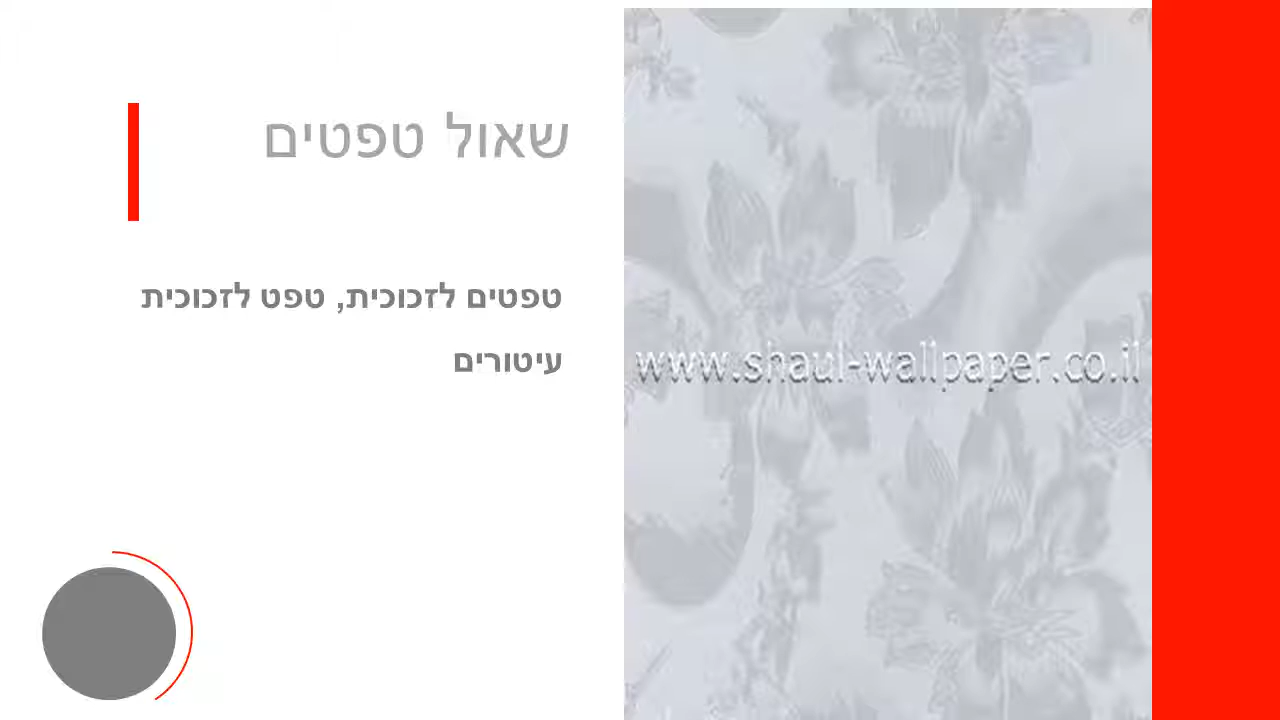 שאול טפטים
טפטים לזכוכית, טפט לזכוכית
עיטורים
www.shaul-wallpaper.co.il